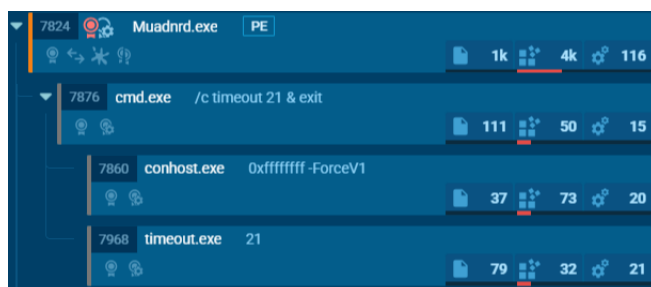 7824 Muadnrd.exe PE
1k 4k 116
7876 cmd.exe /c timeout 21 & exit
111 50 15
7860 conhost.exe 0xffffffff -ForceV1
37 73 20
7968 timeout.exe 21
79 32 21